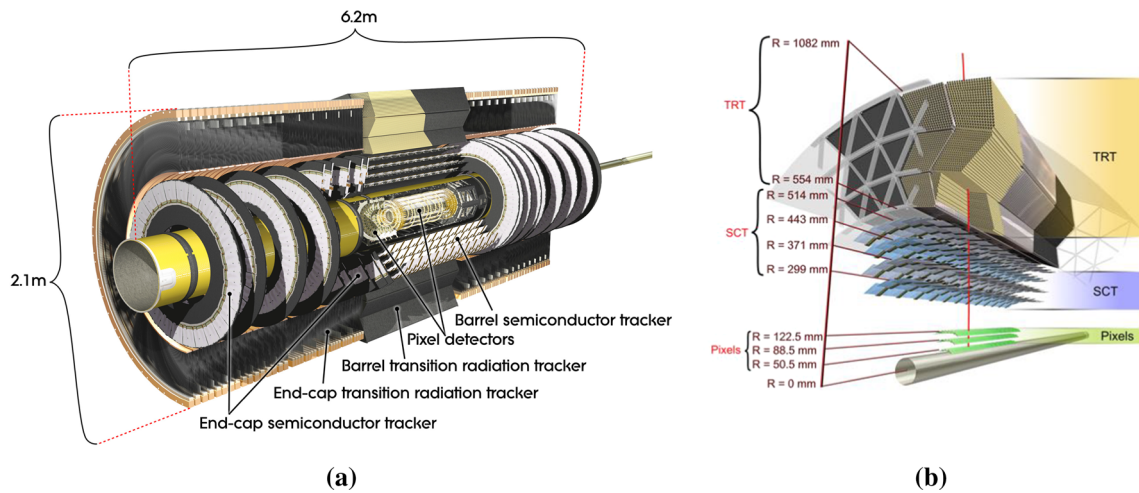 6.2m
2.1m
Barrel semiconductor tracker
Pixel detectors
Barrel transition radiation tracker
End-cap transition radiation tracker
End-cap semiconductor tracker
(a)
R = 1082 mm
TRT
TRT
R = 554 mm
R = 514 mm
R = 443 mm
SCT
R = 371 mm
R = 299 mm
SCT
R = 122.5 mm
Pixels
Pixels
R = 88.5 mm
R = 50.5 mm
R = 0 mm
(b)